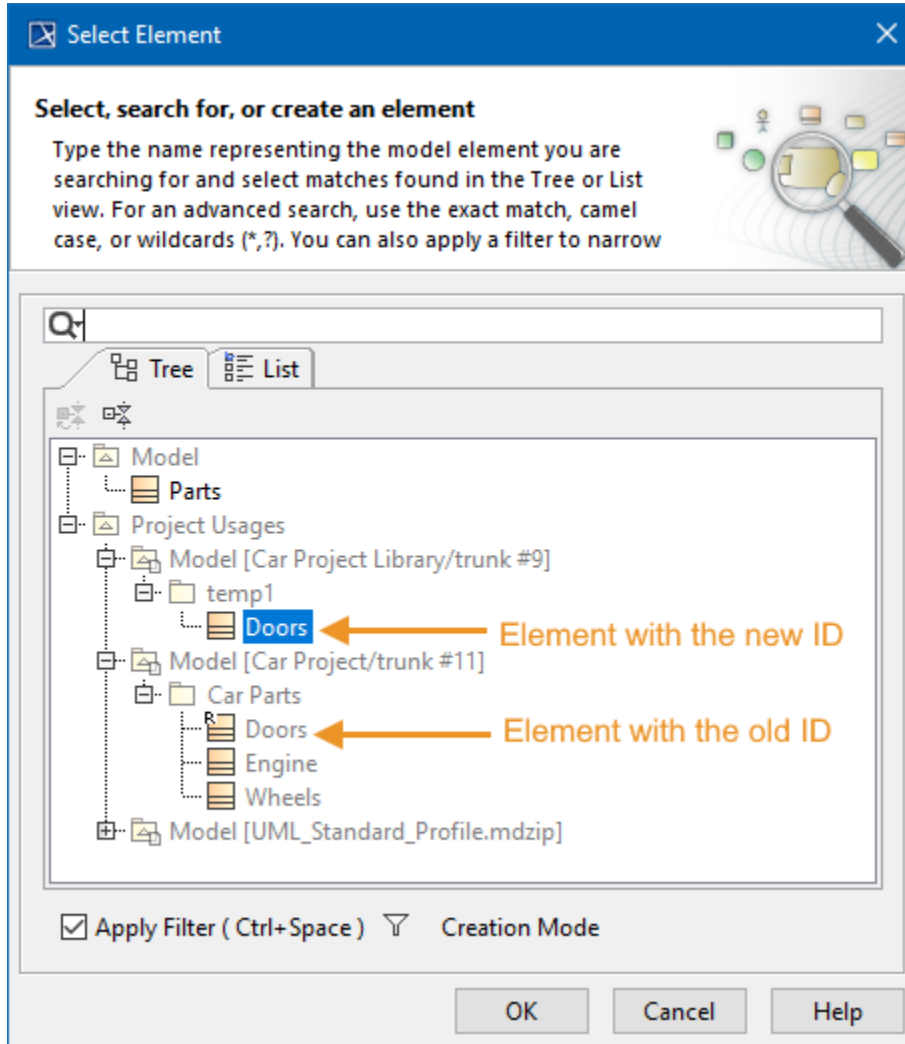 Select Element
Select, search for, or create an element
Type the name representing the model element you are
searching for and select matches found in the Tree or List
view. For an advanced search, use the exact match, camel
case, or wildcards (*,?). You can also apply a filter to narrow
Tree
List
Model
Parts
Project Usages
Model [Car Project Library/trunk #9]
temp1
Doors
Element with the new ID
Model [Car Project/trunk #11]
Car Parts
R
Doors
Element with the old ID
Engine
Wheels
Model [UML_Standard_Profile.mdzip]
Apply Filter ( Ctrl+Space )
Creation Mode
OK
Cancel
Help